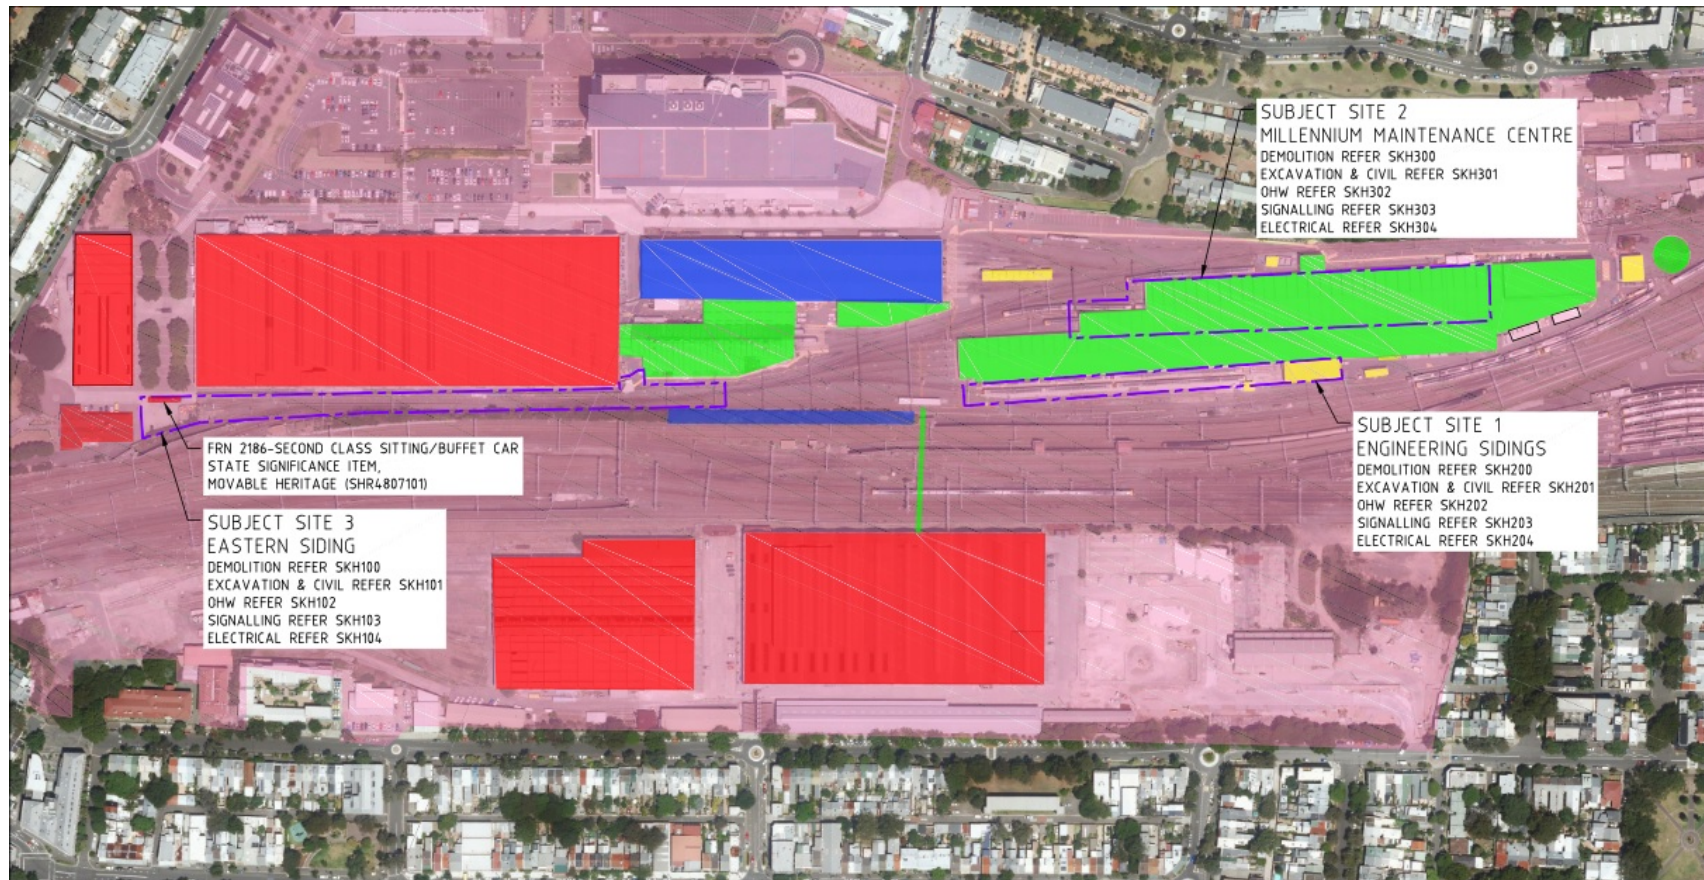 SUBJECT SITE 2
MILLENNIUM MAINTENANCE CENTRE
DEMOLITION REFER SKH300
EXCAVATION & CIVIL REFER SKH301
OHW REFER SKH302
SIGNALLING REFER SKH303
ELECTRICAL REFER SKH304
SUBJECT SITE 1
ENGINEERING SIDINGS
DEMOLITION REFER SKH200
EXCAVATION & CIVIL REFER SKH201
OHW REFER SKH202
SIGNALLING REFER SKH203
ELECTRICAL REFER SKH204
FRN 2186-SECOND CLASS SITTING/BUFFET CAR
STATE SIGNIFICANCE ITEM,
MOVABLE HERITAGE (SHR4807101)
SUBJECT SITE 3
EASTERN SIDING
DEMOLITION REFER SKH100
EXCAVATION & CIVIL REFER SKH101
OHW REFER SKH102
SIGNALLING REFER SKH103
ELECTRICAL REFER SKH104